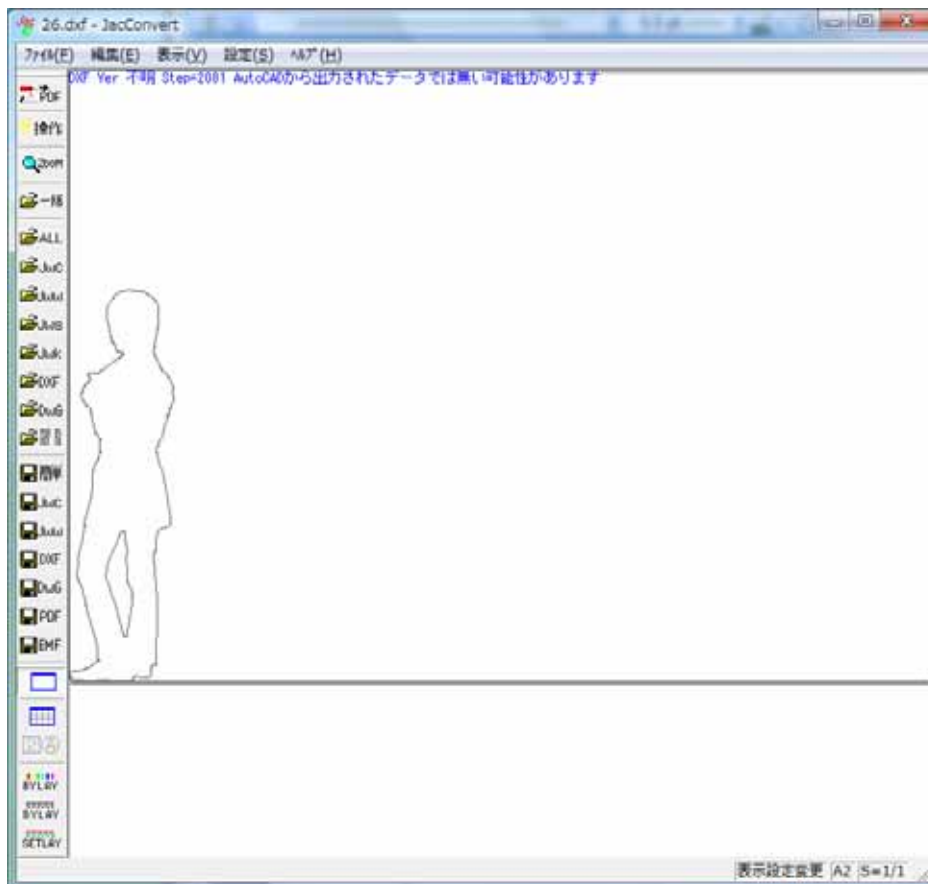 26.dxf - JacConvert
ファイル(F) 編集(E) 表示(V) 設定(S) ヘルプ(H)
DXF Ver 不明 Step=2081 AutoCADから出力されたデータでは無い可能性があります
PDF
操作
Zoom
一括
ALL
JwC
Jww
Jws
Jwk
DXF
DwG
簡単
JwC
Jww
DXF
DwG
PDF
EMF
BYLAY
BYLAY
SETLAY
表示設定変更 A2 S=1/1